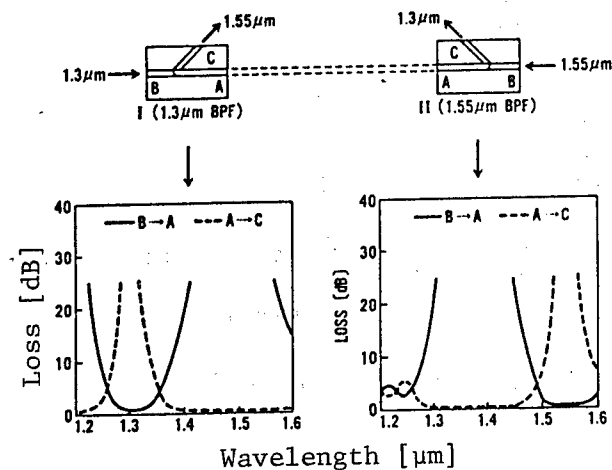 1.55μm 1.3μm
C C
1.3μm 1.55μm
B A A B
I (1.3μm BPF) II (1.55μm BPF)
40 B→A A→C 40 B→A A→C
30 30
20 20
10 10
0 0
Loss [dB] LOSS (dB)
1.2 1.3 1.4 1.5 1.6 1.2 1.3 1.4 1.5 1.6
Wavelength [μm]